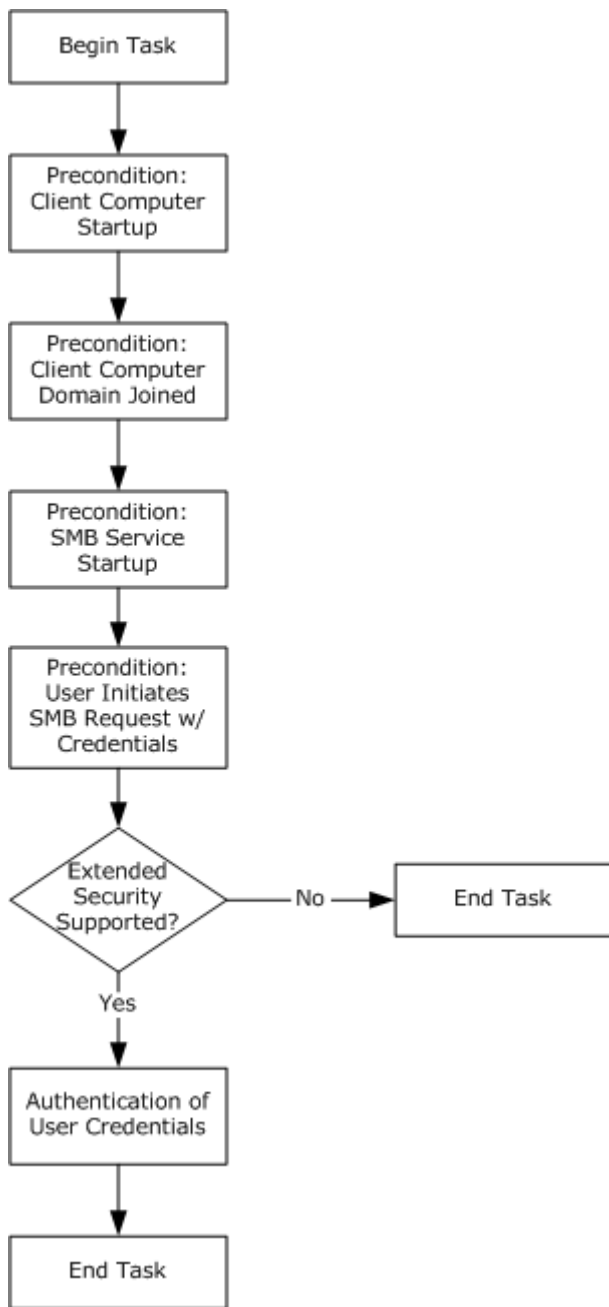 Begin Task
Precondition:
Client Computer
Startup
Precondition:
Client Computer
Domain Joined
Precondition:
SMB Service
Startup
Precondition:
User Initiates
SMB Request w/
Credentials
Extended
Security
Supported?
No
End Task
Yes
Authentication of
User Credentials
End Task